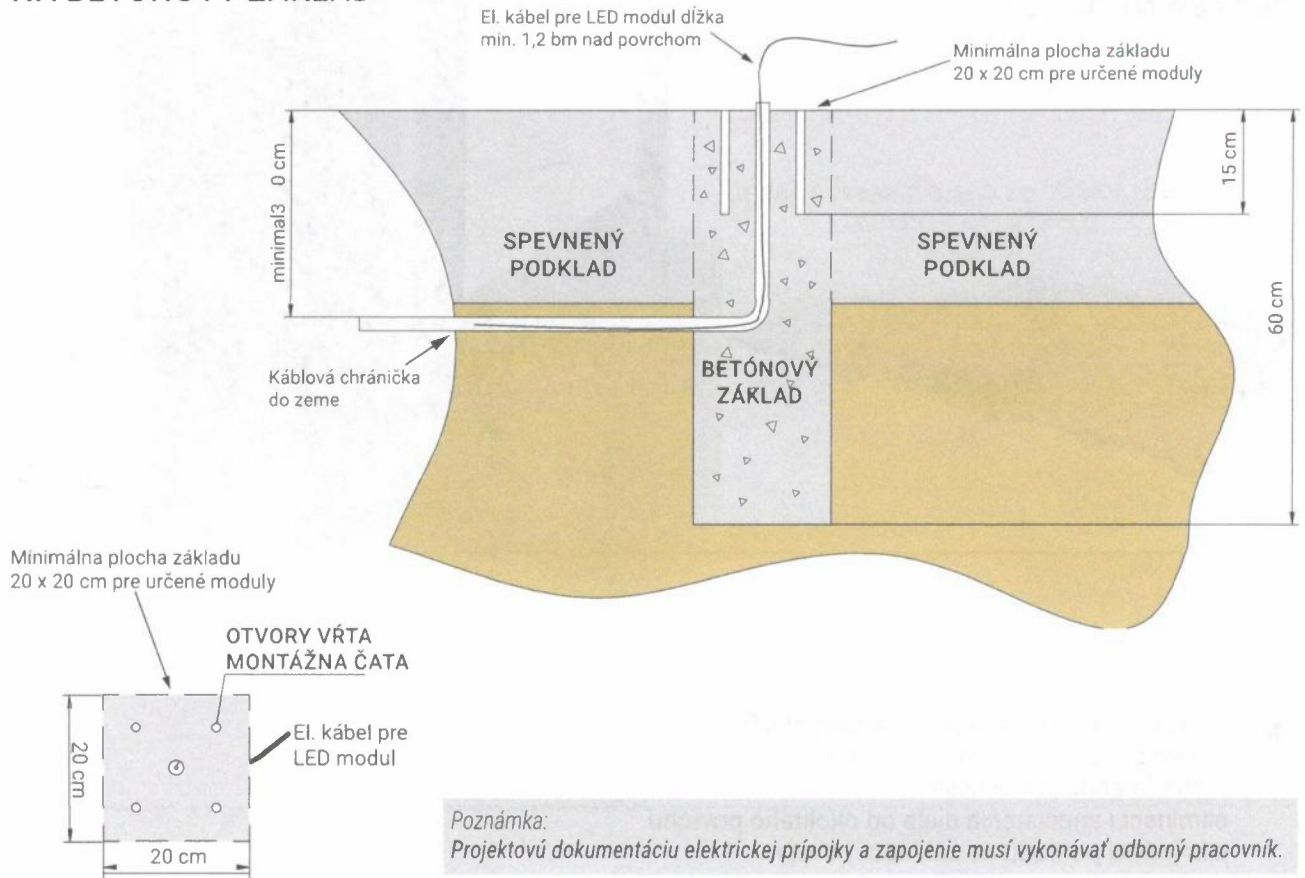 El. kábel pre LED modul dĺžka
min. 1,2 bm nad povrchom
Minimálna plocha základu
20 x 20 cm pre určené moduly
minimal3 0 cm
15 cm
60 cm
SPEVNENÝ
PODKLAD
SPEVNENÝ
PODKLAD
BETÓNOVÝ
ZÁKLAD
Káblová chránička
do zeme
Minimálna plocha základu
20 x 20 cm pre určené moduly
OTVORY VŔTA
MONTÁŽNA ČATA
El. kábel pre
LED modul
20 cm
20 cm
Poznámka:
Projektovú dokumentáciu elektrickej prípojky a zapojenie musí vykonávať odborný pracovník.